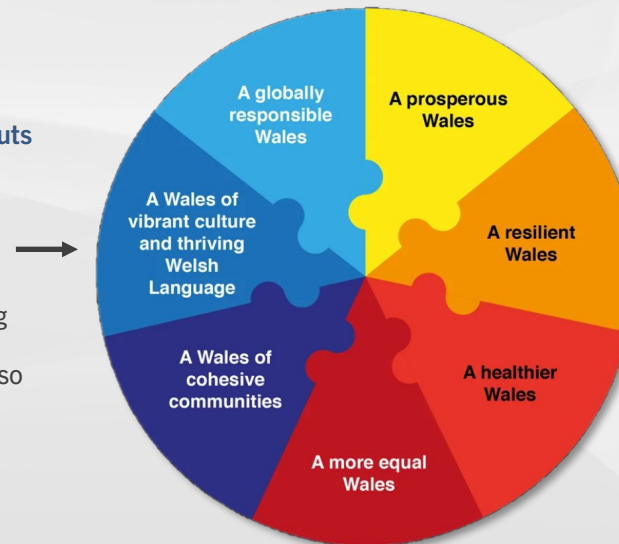 uts
g
so
A globally
responsible
Wales
A prosperous
Wales
A resilient
Wales
A healthier
Wales
A more equal
Wales
A Wales of
cohesive
communities
A Wales of
vibrant culture
and thriving
Welsh
Language